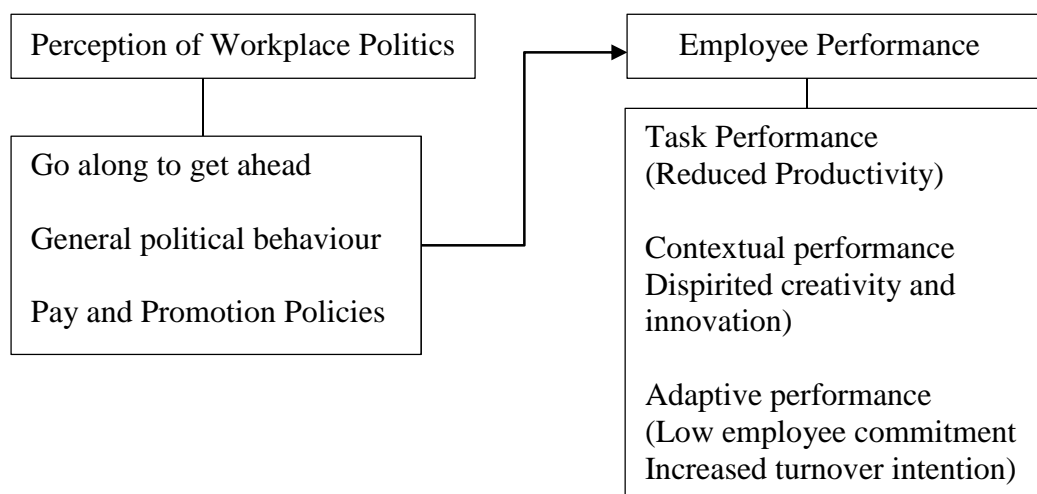 Perception of Workplace Politics
Go along to get ahead
General political behaviour
Pay and Promotion Policies
Employee Performance
Task Performance
(Reduced Productivity)
Contextual performance
Dispirited creativity and
innovation)
Adaptive performance
(Low employee commitment
Increased turnover intention)